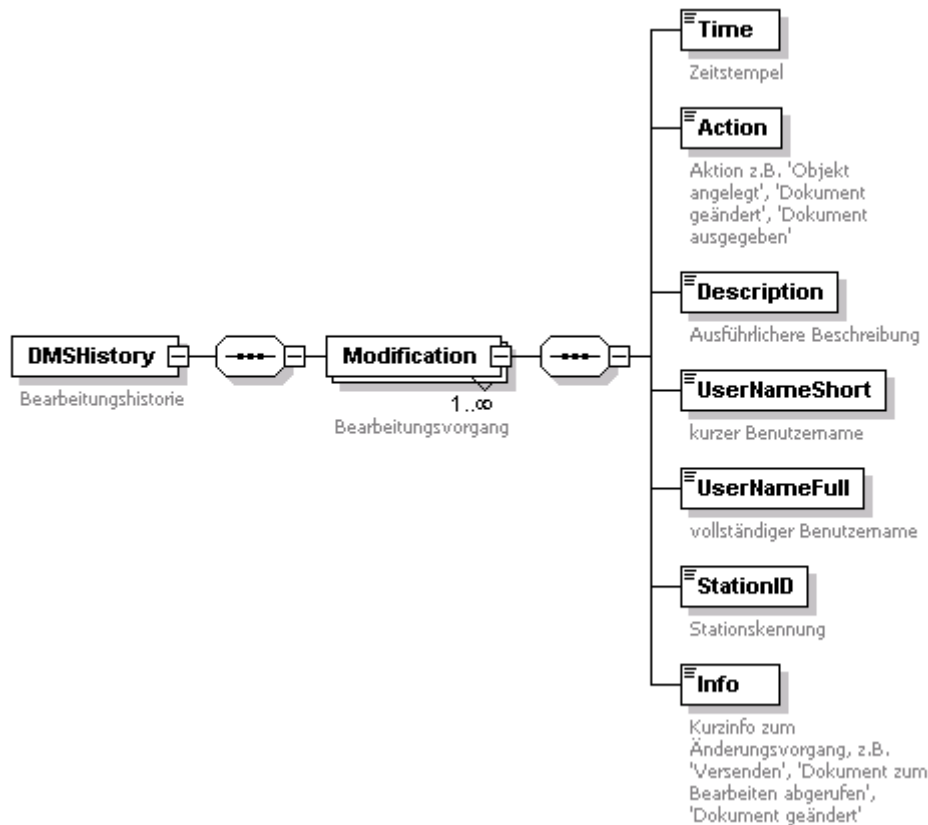 Time
Zeitstempel
Action
Aktion z.B. 'Objekt
angelegt', 'Dokument
geändert', 'Dokument
ausgegeben'
Description
Ausführlichere Beschreibung
DMSHistory
Bearbeitungshistorie
Modification
1..∞
Bearbeitungsvorgang
UserNameShort
kurzer Benutzername
UserNameFull
vollständiger Benutzername
StationID
Stationskennung
Info
Kurzinfo zum
Änderungsvorgang, z.B.
'Versenden', 'Dokument zum
Bearbeiten abgerufen',
'Dokument geändert'